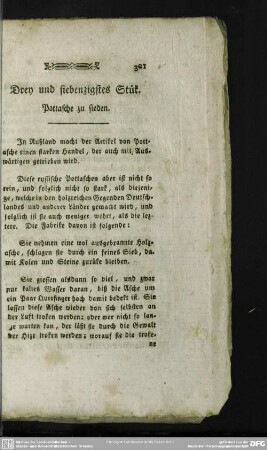 381
Drey und siebenzigstes Stük.
Pottasche zu sieden.
In Rußland macht der Artikel von Pott-
asche einen starken Handel, der auch mit Aus-
wärtigen getrieben wird.
Diese russische Pottaschen aber ist nicht so
rein, und folglich nicht so stark, als diejeni-
ge, welche in den holzreichen Gegenden Deutsch-
landes und anderer Länder gemacht wird, und
folglich ist sie auch weniger wehrt, als die lez-
tere. Die Fabrike davon ist folgende:
Sie nehmen eine wol ausgebrannte Holz-
asche, schlagen sie durch ein feines Sieb, da-
mit Kolen und Steine zurüke bleiben.
Sie giessen alsdann so viel, und zwar
nur kaltes Wasser daran, biß die Asche um
ein Paar Queerfinger hoch damit bedekt ist. Sie
lassen diese Asche wieder von sich selbsten an
der Luft troken werden: oder wer nicht so lan-
ge warten kan, der läßt sie durch die Gewalt
der Hize troken werden; worauf sie die troke-
ne